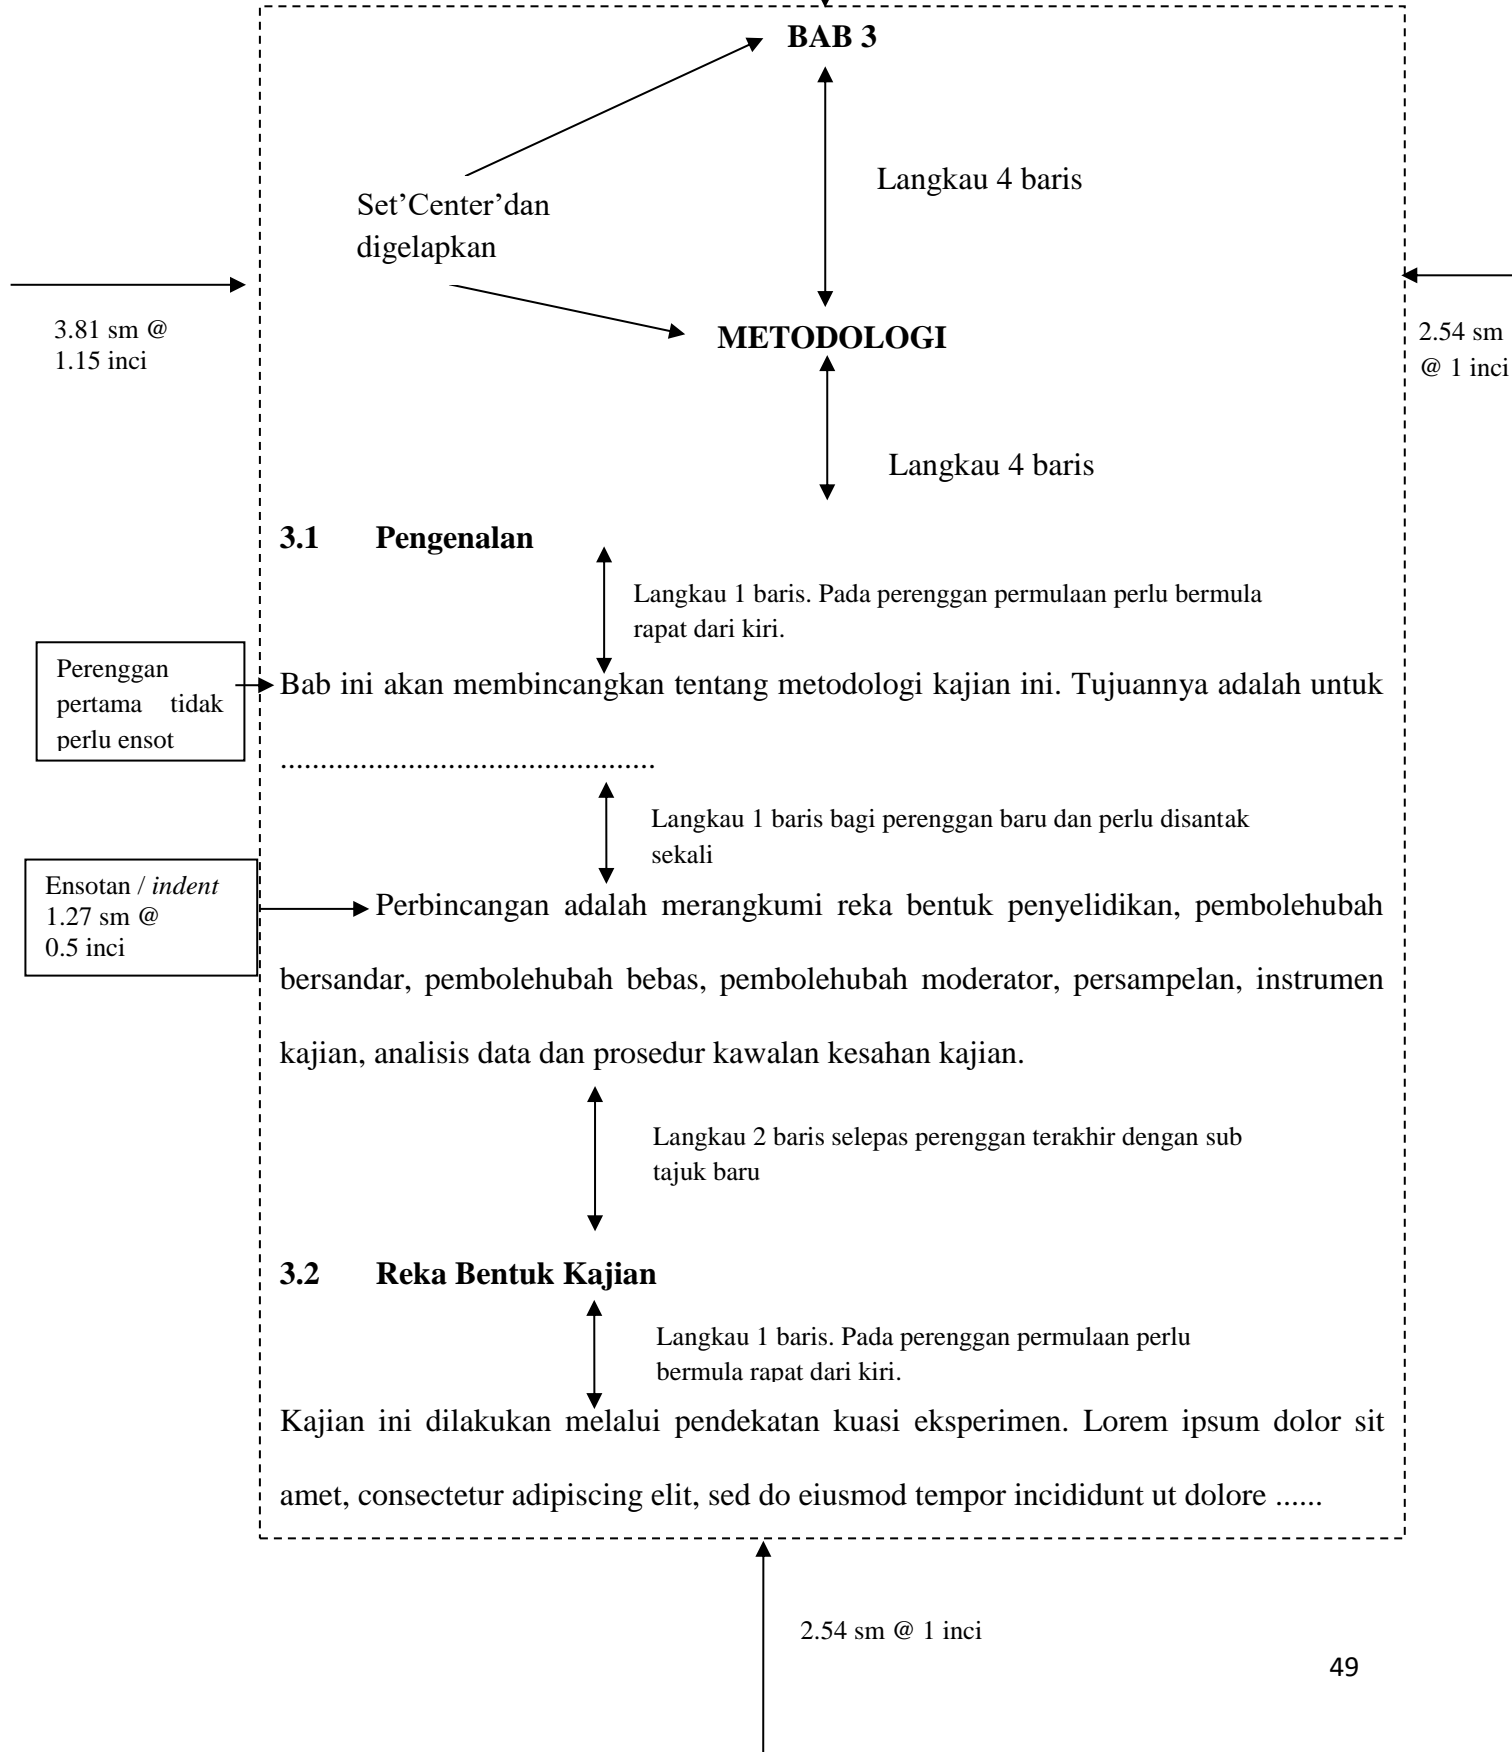 BAB 3
Langkau 4 baris
Set’Center’dan
digelapkan
3.81 sm @
1.15 inci
METODOLOGI
2.54 sm
@ 1 inci
Langkau 4 baris
3.1 Pengenalan
Langkau 1 baris. Pada perenggan permulaan perlu bermula
rapat dari kiri.
Perenggan
pertama tidak
perlu ensot
Bab ini akan membincangkan tentang metodologi kajian ini. Tujuannya adalah untuk
...............................................
Langkau 1 baris bagi perenggan baru dan perlu disantak
sekali
Ensotan / indent
1.27 sm @
0.5 inci
Perbincangan adalah merangkumi reka bentuk penyelidikan, pembolehubah
bersandar, pembolehubah bebas, pembolehubah moderator, persampelan, instrumen
kajian, analisis data dan prosedur kawalan kesahan kajian.
Langkau 2 baris selepas perenggan terakhir dengan sub
tajuk baru
3.2 Reka Bentuk Kajian
Langkau 1 baris. Pada perenggan permulaan perlu
bermula rapat dari kiri.
Kajian ini dilakukan melalui pendekatan kuasi eksperimen. Lorem ipsum dolor sit
amet, consectetur adipiscing elit, sed do eiusmod tempor incididunt ut dolore ......
2.54 sm @ 1 inci
49